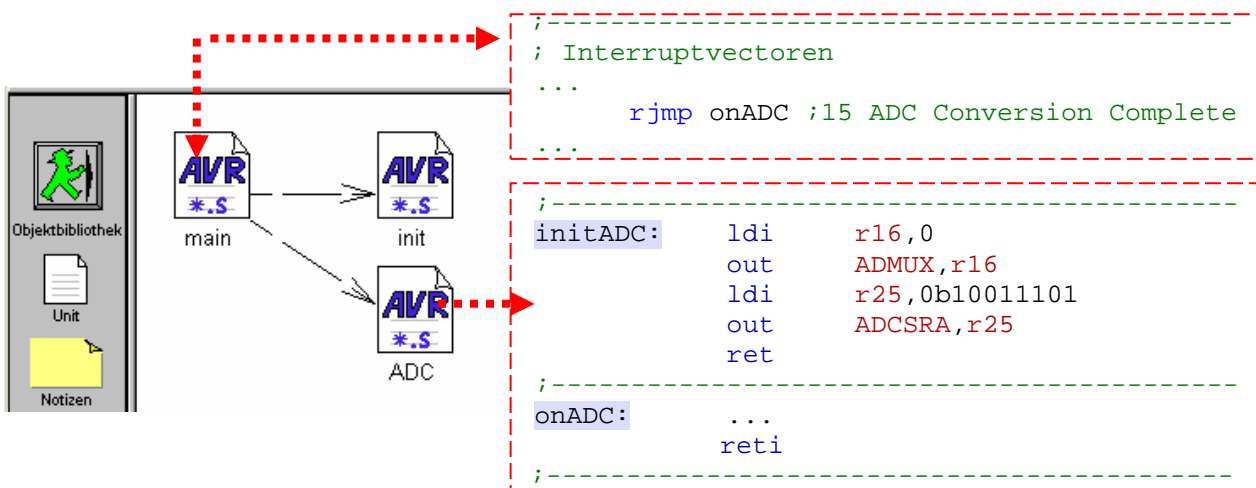 ;-------------------------------------------
; Interruptvectoren
...
rjmp onADC ;15 ADC Conversion Complete
...
Objektbibliothek
Unit
Notizen
AVR
*.S
main
AVR
*.S
init
AVR
*.S
ADC
;-------------------------------------------
initADC: ldi r16,0
out ADMUX,r16
ldi r25,0b10011101
out ADCSRA,r25
ret
;-------------------------------------------
onADC: ...
reti
;-------------------------------------------